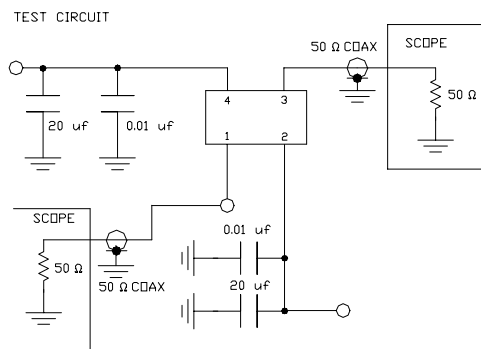 TEST CIRCUIT
50 Ω COAX
SCOPE
50 Ω
4 3
20 uf
0.01 uf
1 2
SCOPE
50 Ω
50 Ω COAX
0.01 uf
20 uf